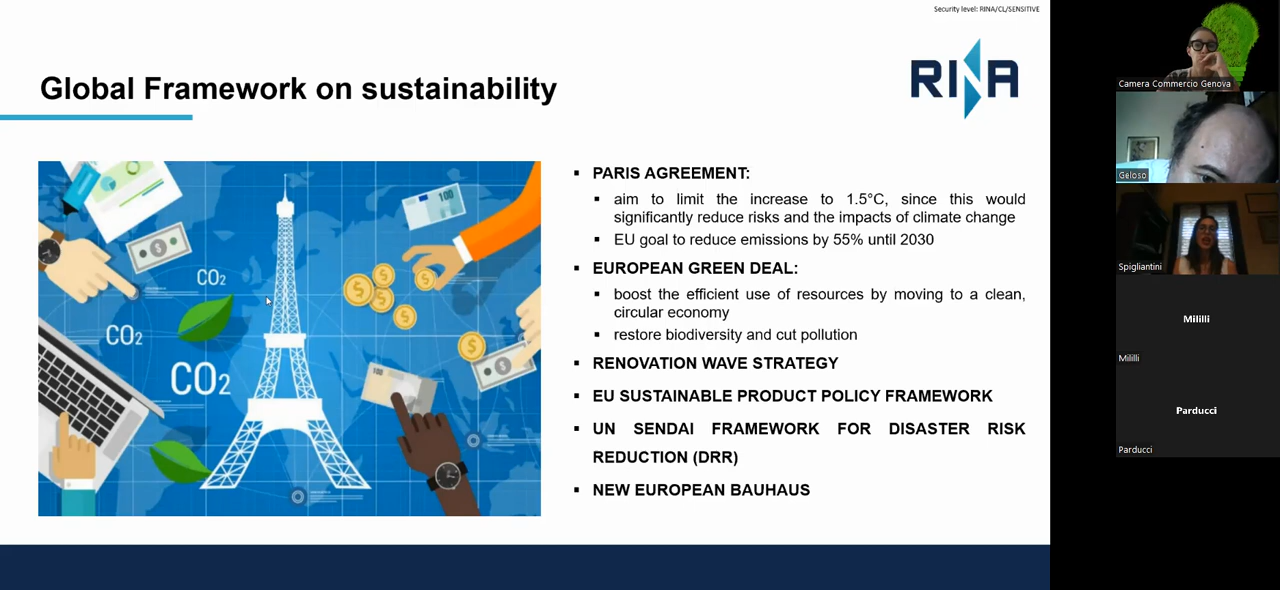 Security level: RINA/CL/SENSITIVE
RINA
Global Framework on sustainability
▪ PARIS AGREEMENT:
▪ aim to limit the increase to 1.5°C, since this would
significantly reduce risks and the impacts of climate change
▪ EU goal to reduce emissions by 55% until 2030
▪ EUROPEAN GREEN DEAL:
▪ boost the efficient use of resources by moving to a clean,
circular economy
▪ restore biodiversity and cut pollution
▪ RENOVATION WAVE STRATEGY
▪ EU SUSTAINABLE PRODUCT POLICY FRAMEWORK
▪ UN SENDAI FRAMEWORK FOR DISASTER RISK
REDUCTION (DRR)
▪ NEW EUROPEAN BAUHAUS
100
CO2
CO2
CO2
100
$
$
$
$
$
$
Camera Commercio Genova
Geloso
Spigliantini
Mililli
Mililli
Parducci
Parducci